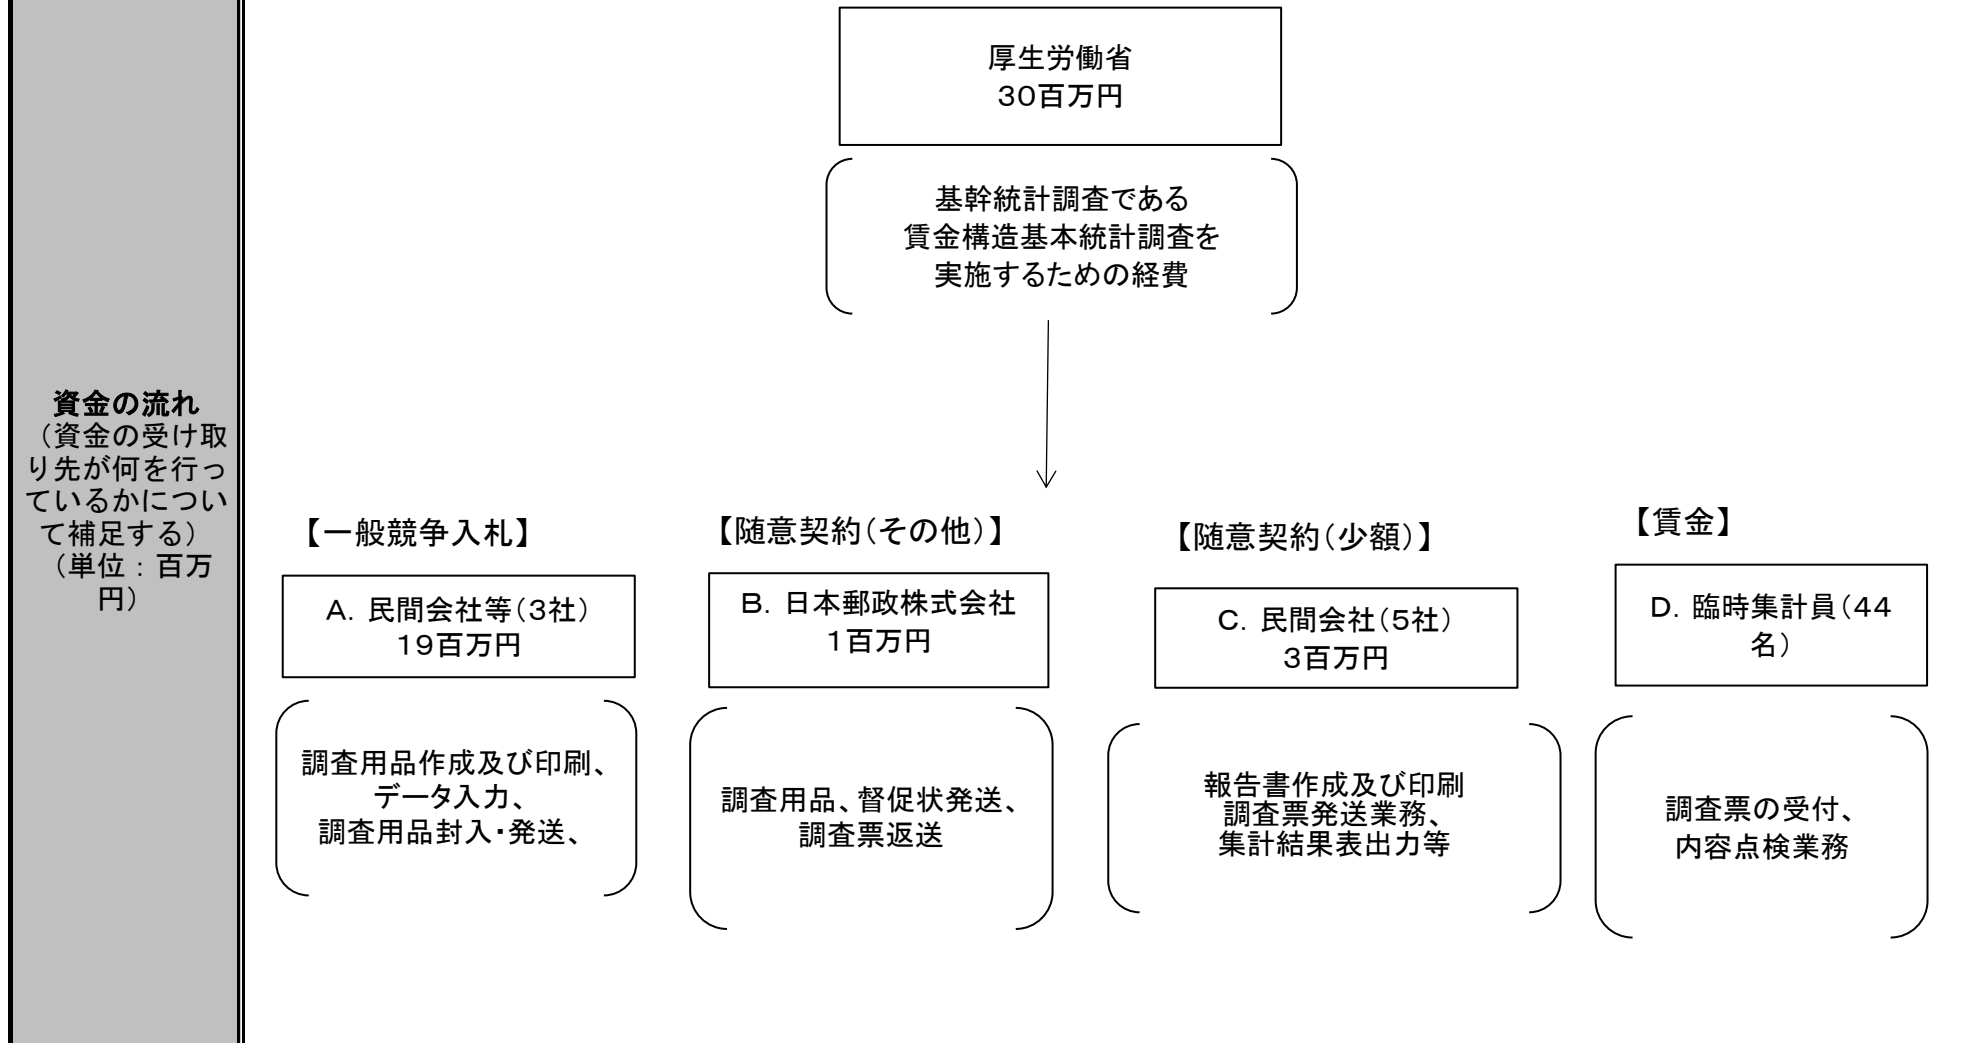 資金の流れ
（資金の受け取
り先が何を行っ
ているかについ
て補足する）
（単位：百万
円）
厚生労働省
３０百万円
基幹統計調査である
賃金構造基本統計調査を
実施するための経費
【一般競争入札】
Ａ．民間会社等（３社）
１９百万円
調査用品作成及び印刷、
データ入力、
調査用品封入・発送、
【随意契約（その他）】
Ｂ．日本郵政株式会社
１百万円
調査用品、督促状発送、
調査票返送
【随意契約（少額）】
Ｃ．民間会社（５社）
３百万円
報告書作成及び印刷
調査票発送業務、
集計結果表出力等
【賃金】
Ｄ．臨時集計員（４４
名）
調査票の受付、
内容点検業務